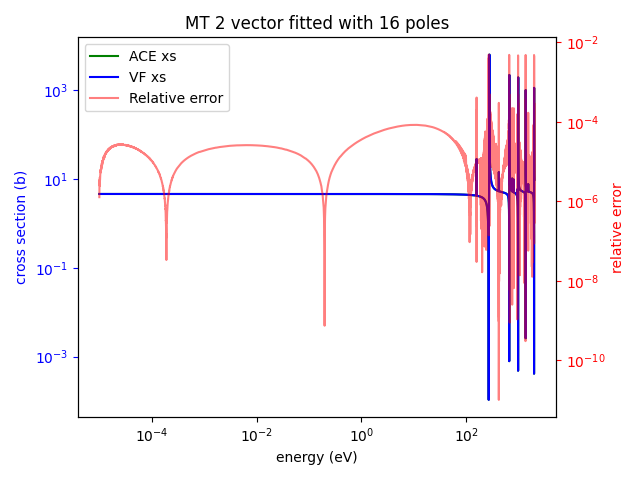 MT 2 vector fitted with 16 poles
ACE xs
VF xs
Relative error
cross section (b)
10³
10¹
10⁻¹
10⁻³
10⁻²
10⁻⁴
10⁻⁶
10⁻⁸
10⁻¹⁰
relative error
10⁻⁴
10⁻²
10⁰
10²
energy (eV)